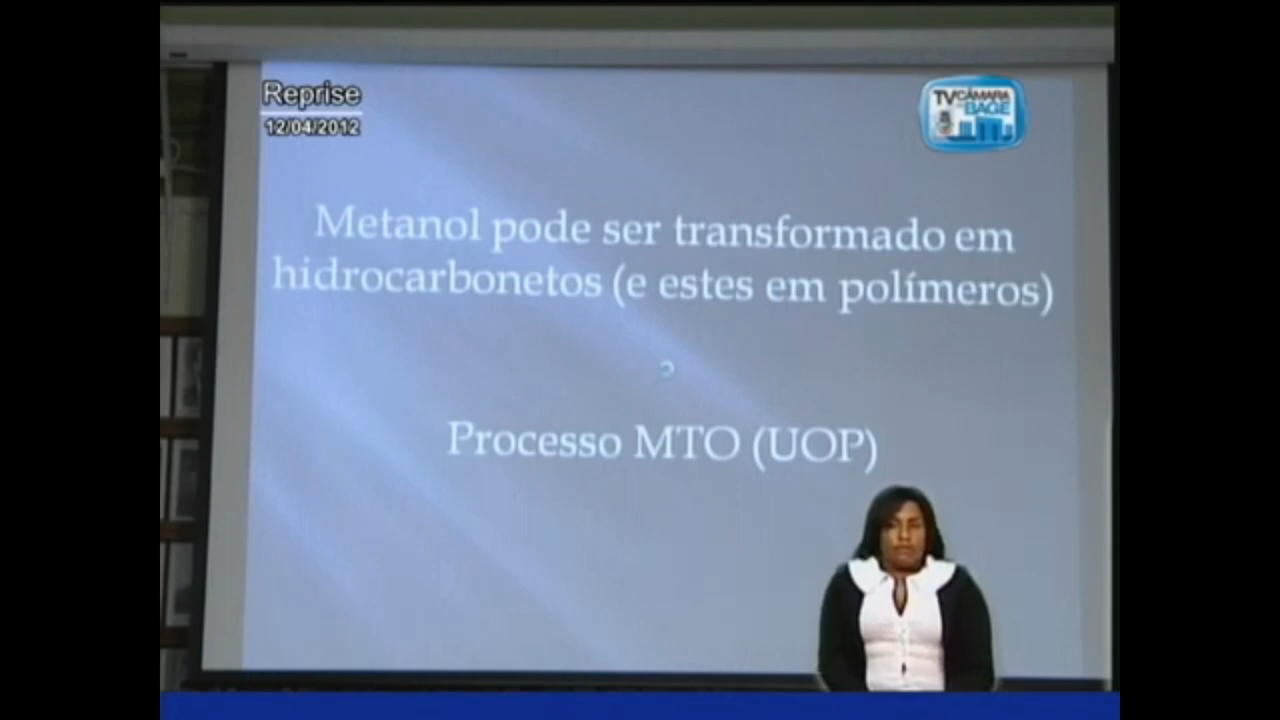 Reprise
12/04/2012
TV CÂMARA
BAGÉ
Metanol pode ser transformado em
hidrocarbonetos (e estes em polímeros)
Processo MTO (UOP)